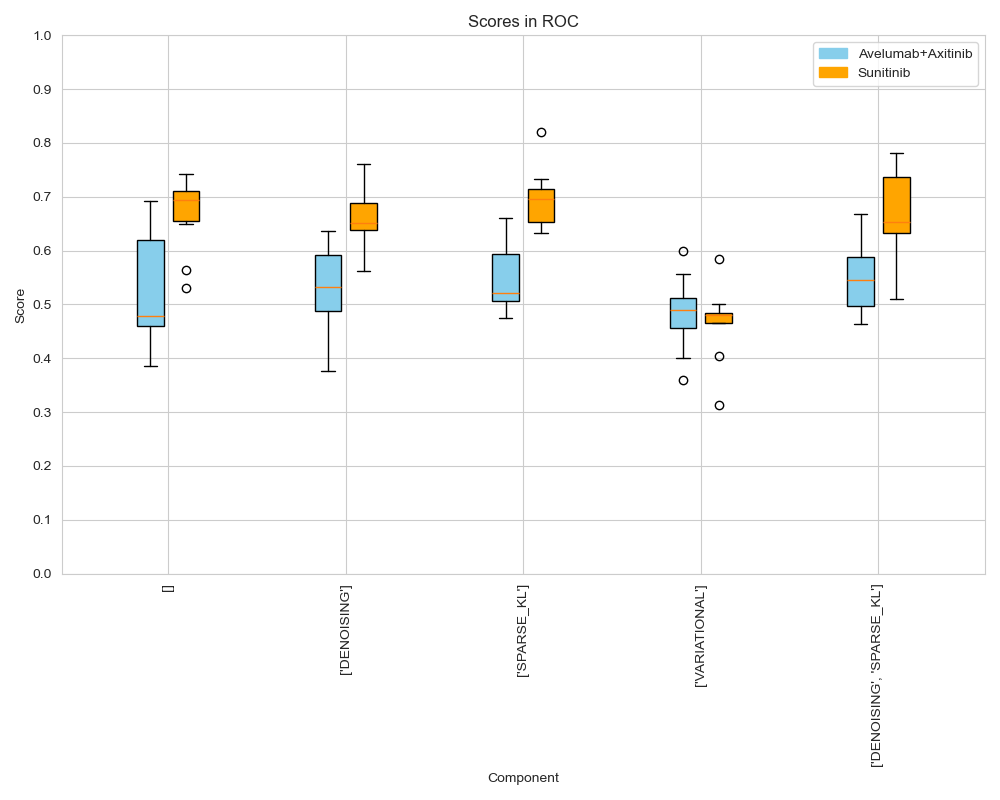 Scores in ROC
Avelumab+Axitinib
Sunitinib
1.0
0.9
0.8
0.7
0.6
0.5
0.4
0.3
0.2
0.1
0.0
Score
[]
['DENOISING']
['SPARSE_KL']
['VARIATIONAL']
['DENOISING', 'SPARSE_KL']
Component